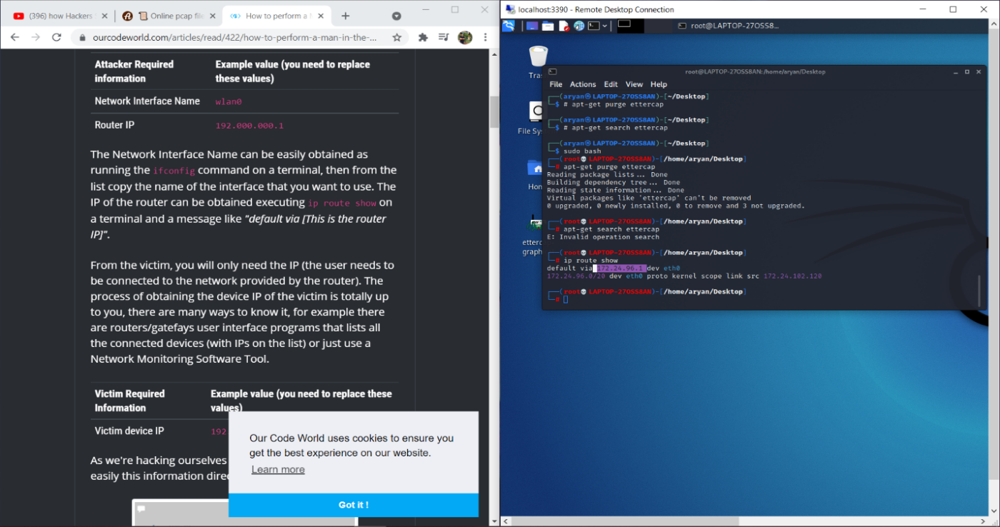 (396) how Hackers S
Online pcap file
How to perform a M
ourcodeworld.com/articles/read/422/how-to-perform-a-man-in-the-...
Attacker Required information
Example value (you need to replace these values)
Network Interface Name
wlan0
Router IP
192.000.000.1
The Network Interface Name can be easily obtained as
running the ifconfig command on a terminal, then from the
list copy the name of the interface that you want to use. The
IP of the router can be obtained executing ip route show on
a terminal and a message like "default via [This is the router
IP]".
From the victim, you will only need the IP (the user needs to
be connected to the network provided by the router). The
process of obtaining the device IP of the victim is totally up
to you, there are many ways to know it, for example there
are routers/gatefays user interface programs that lists all
the connected devices (with IPs on the list) or just use a
Network Monitoring Software Tool.
Victim Required Information
Example value (you need to replace these values)
Victim device IP
192
As we're hacking ourselves
easily this information direc
Our Code World uses cookies to ensure you
get the best experience on our website.
Learn more
Got it !
localhost:3390 - Remote Desktop Connection
root@LAPTOP-27OSS8...
Tras
File Sys
Hom
etterc
graph
root@LAPTOP-27OSS8AN:/home/aryan/Desktop
File Actions Edit View Help
(aryan㉿LAPTOP-27OSS8AN)-[~/Desktop]
$ # apt-get purge ettercap
(aryan㉿LAPTOP-27OSS8AN)-[~/Desktop]
$ # apt-get search ettercap
(aryan㉿LAPTOP-27OSS8AN)-[~/Desktop]
$ sudo bash
(root💀LAPTOP-27OSS8AN)-[/home/aryan/Desktop]
# apt-get purge ettercap
Reading package lists... Done
Building dependency tree... Done
Reading state information... Done
Virtual packages like 'ettercap' can't be removed
0 upgraded, 0 newly installed, 0 to remove and 3 not upgraded.
(root💀LAPTOP-27OSS8AN)-[/home/aryan/Desktop]
# apt-get search ettercap
E: Invalid operation search
(root💀LAPTOP-27OSS8AN)-[/home/aryan/Desktop]
# ip route show
default via 172.24.96.1 dev eth0
172.24.96.0/20 dev eth0 proto kernel scope link src 172.24.102.120
(root💀LAPTOP-27OSS8AN)-[/home/aryan/Desktop]
#